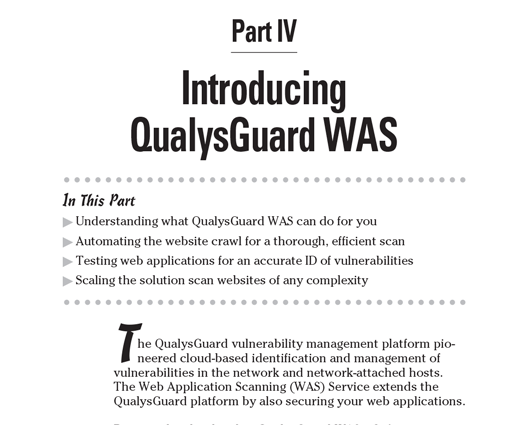 Part IV
Introducing
QualysGuard WAS
In This Part
▶ Understanding what QualysGuard WAS can do for you
▶ Automating the website crawl for a thorough, efficient scan
▶ Testing web applications for an accurate ID of vulnerabilities
▶ Scaling the solution scan websites of any complexity
The QualysGuard vulnerability management platform pio-
neered cloud-based identification and management of
vulnerabilities in the network and network-attached hosts.
The Web Application Scanning (WAS) Service extends the
QualysGuard platform by also securing your web applications.